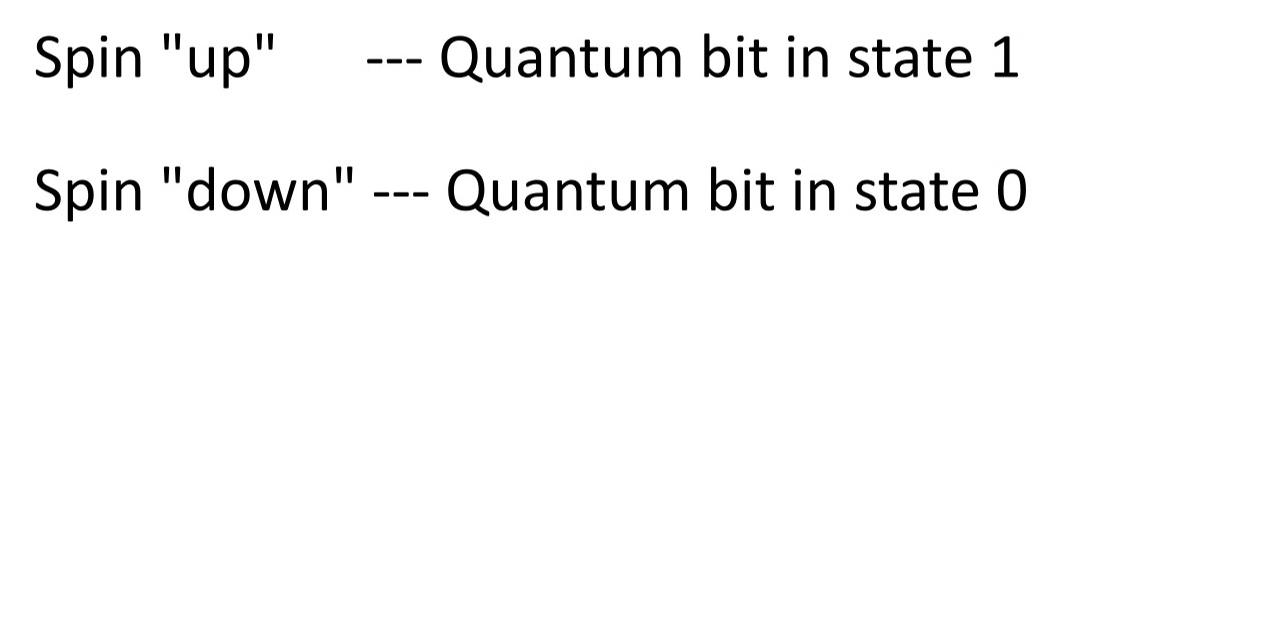 Spin "up" --- Quantum bit in state 1
Spin "down" --- Quantum bit in state 0